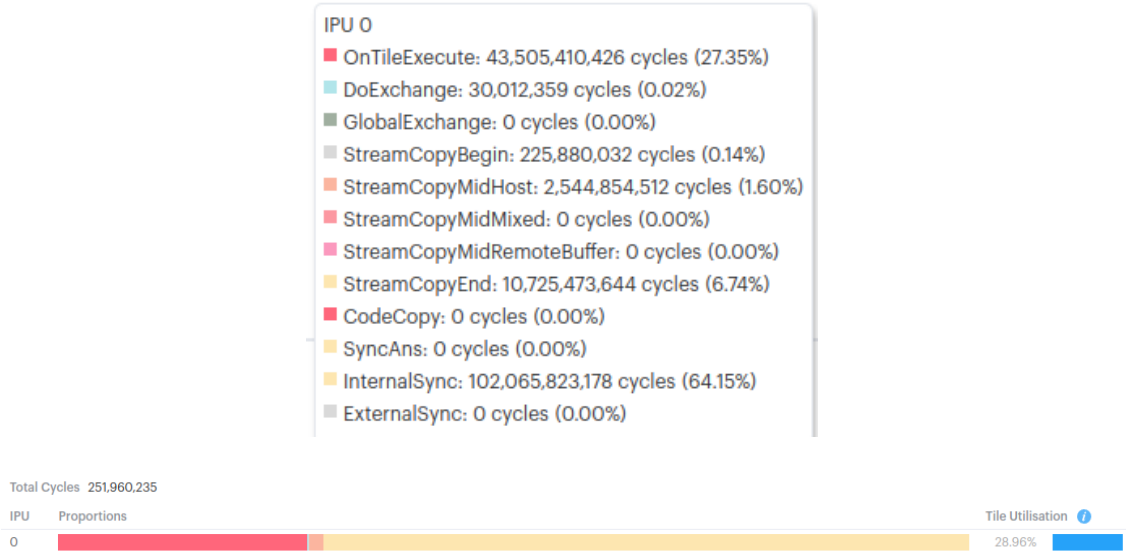 IPU 0
OnTileExecute: 43,505,410,426 cycles (27.35%)
DoExchange: 30,012,359 cycles (0.02%)
GlobalExchange: 0 cycles (0.00%)
StreamCopyBegin: 225,880,032 cycles (0.14%)
StreamCopyMidHost: 2,544,854,512 cycles (1.60%)
StreamCopyMidMixed: 0 cycles (0.00%)
StreamCopyMidRemoteBuffer: 0 cycles (0.00%)
StreamCopyEnd: 10,725,473,644 cycles (6.74%)
CodeCopy: 0 cycles (0.00%)
SyncAns: 0 cycles (0.00%)
InternalSync: 102,065,823,178 cycles (64.15%)
ExternalSync: 0 cycles (0.00%)
Total Cycles 251,960,235
IPU Proportions Tile Utilisation i
0 28.96%